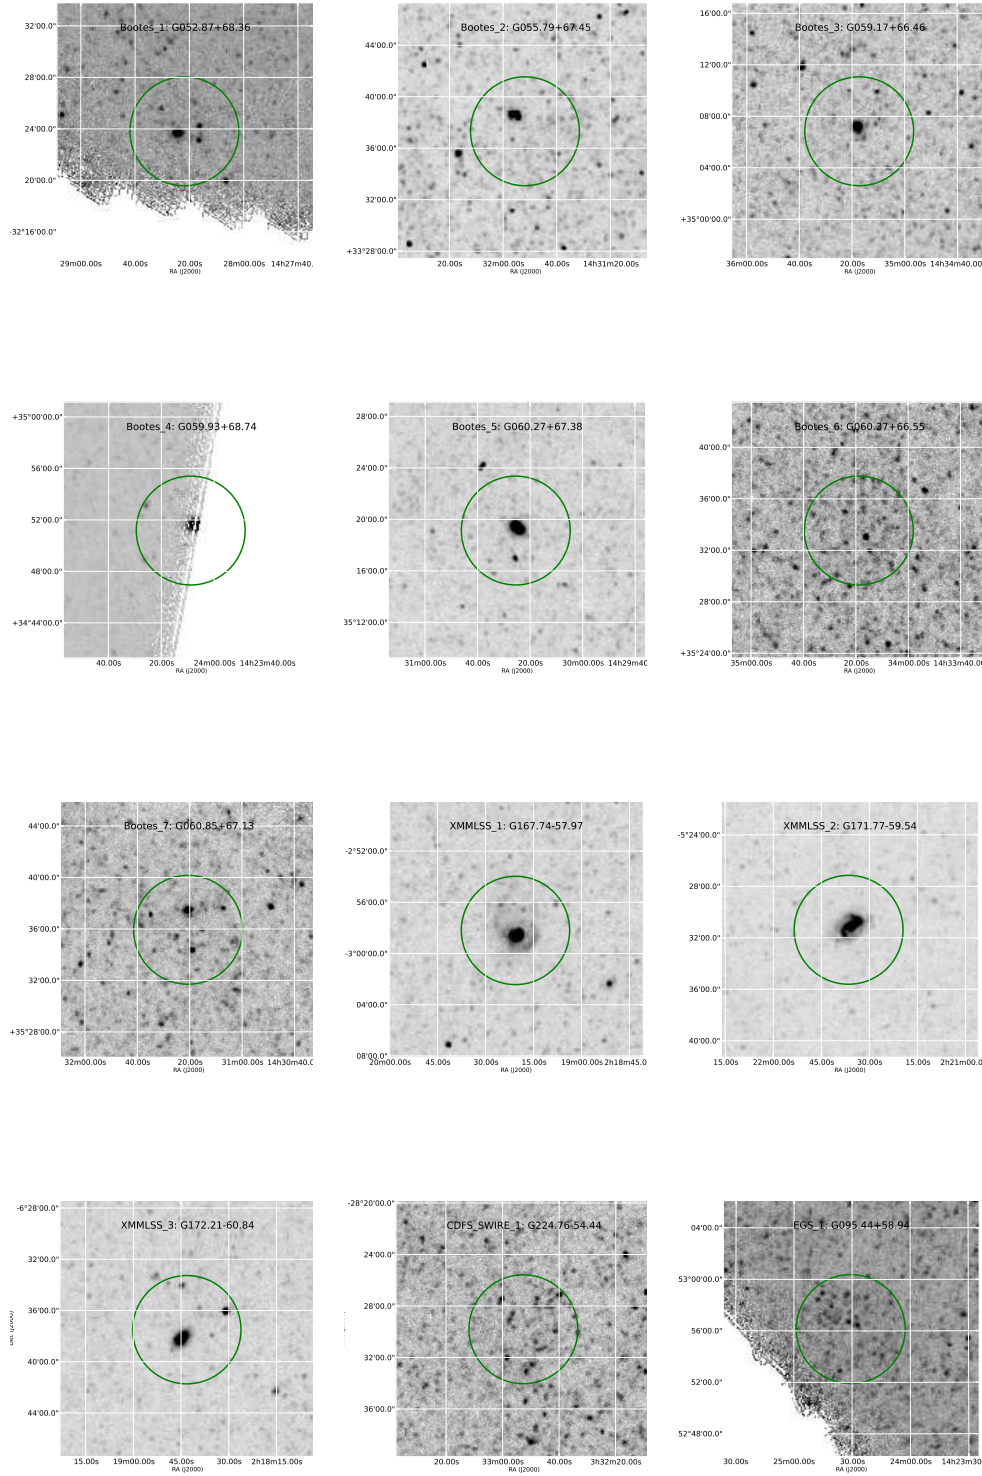 Bootes_1: G052.87+68.36
32'00.0"
28'00.0"
24'00.0"
20'00.0"
-32°16'00.0"
29m00.00s 40.00s 20.00s 28m00.00s 14h27m40.
RA (J2000)
Bootes_2: G055.79+67.45
44'00.0"
40'00.0"
36'00.0"
32'00.0"
+33°28'00.0"
20.00s 32m00.00s 40.00s 14h31m20.00s
RA (J2000)
Bootes_3: G059.17+66.46
16'00.0"
12'00.0"
08'00.0"
04'00.0"
+35°00'00.0"
36m00.00s 40.00s 20.00s 35m00.00s 14h34m40.00s
RA (J2000)
Bootes_4: G059.93+68.74
+35°00'00.0"
56'00.0"
52'00.0"
48'00.0"
+34°44'00.0"
40.00s 20.00s 24m00.00s 14h23m40.00s
RA (J2000)
Bootes_5: G060.27+67.38
28'00.0"
24'00.0"
20'00.0"
16'00.0"
35°12'00.0"
31m00.00s 40.00s 20.00s 30m00.00s 14h29m40.0
RA (J2000)
Bootes_6: G060.37+66.55
40'00.0"
36'00.0"
32'00.0"
28'00.0"
+35°24'00.0"
35m00.00s 40.00s 20.00s 34m00.00s 14h33m40.00
RA (J2000)
Bootes_7: G060.85+67.13
44'00.0"
40'00.0"
36'00.0"
32'00.0"
+35°28'00.0"
32m00.00s 40.00s 20.00s 31m00.00s 14h30m40.0
RA (J2000)
XMMLSS_1: G167.74-57.97
-2°52'00.0"
56'00.0"
-3°00'00.0"
04'00.0"
08'00.0"
20m00.00s 45.00s 30.00s 15.00s 19m00.00s 2h18m45.0
RA (J2000)
XMMLSS_2: G171.77-59.54
-5°24'00.0"
28'00.0"
32'00.0"
36'00.0"
40'00.0"
15.00s 22m00.00s 45.00s 30.00s 15.00s 2h21m00.0
RA (J2000)
XMMLSS_3: G172.21-60.84
-6°28'00.0"
36'00.0"
40'00.0"
44'00.0"
Dec (J2000)
15.00s 19m00.00s 45.00s 30.00s 2h18m15.00s
RA (J2000)
CDFS_SWIRE_1: G224.76-54.44
-28°20'00.0"
24'00.0"
28'00.0"
32'00.0"
36'00.0"
20.00s 33m00.00s 40.00s 3h32m20.00s
RA (J2000)
EGS_1: G095.44+58.94
04'00.0"
53°00'00.0"
56'00.0"
52'00.0"
52°48'00.0"
30.00s 25m00.00s 30.00s 24m00.00s 14h23m30
RA (J2000)